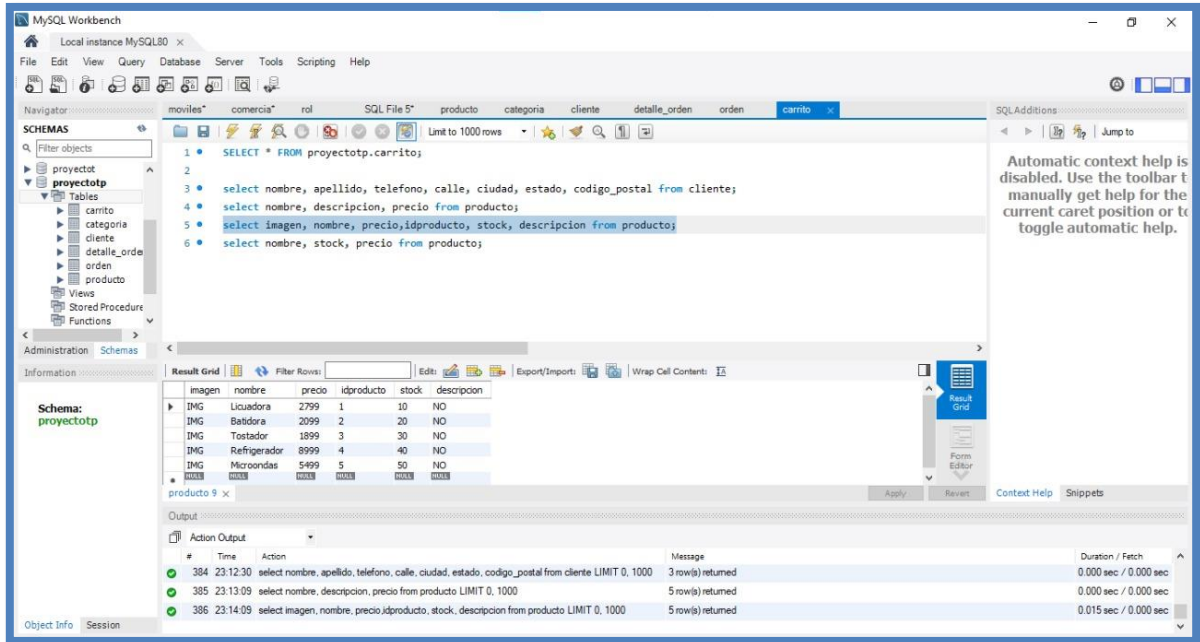 MySQL Workbench
Local instance MySQL80
File Edit View Query Database Server Tools Scripting Help
Navigator
SCHEMAS
Filter objects
proyectot
proyectotp
Tables
carrito
categoria
cliente
detalle_orde
orden
producto
Views
Stored Procedure
Functions
Administration Schemas
Information
Schema:
proyectotp
Object Info Session
moviles* comercia* rol SQL File 5* producto categoria cliente detalle_orden orden carrito
Limit to 1000 rows
1 SELECT * FROM proyectotp.carrito;
2
3 select nombre, apellido, telefono, calle, ciudad, estado, codigo_postal from cliente;
4 select nombre, descripcion, precio from producto;
5 select imagen, nombre, precio,idproducto, stock, descripcion from producto;
6 select nombre, stock, precio from producto;
Result Grid Filter Rows: Edit: Export/Import: Wrap Cell Content:
imagen nombre precio idproducto stock descripcion
IMG Licuadora 2799 1 10 NO
IMG Batidora 2099 2 20 NO
IMG Tostador 1899 3 30 NO
IMG Refrigerador 8999 4 40 NO
IMG Microondas 5499 5 50 NO
NULL NULL NULL NULL NULL NULL
Result Grid
Form Editor
producto 9
Apply Revert
Output
Action Output
# Time Action Message Duration / Fetch
384 23:12:30 select nombre, apellido, telefono, calle, ciudad, estado, codigo_postal from cliente LIMIT 0, 1000 3 row(s) returned 0.000 sec / 0.000 sec
385 23:13:09 select nombre, descripcion, precio from producto LIMIT 0, 1000 5 row(s) returned 0.000 sec / 0.000 sec
386 23:14:09 select imagen, nombre, precio,idproducto, stock, descripcion from producto LIMIT 0, 1000 5 row(s) returned 0.015 sec / 0.000 sec
SQLAdditions
Jump to
Automatic context help is
disabled. Use the toolbar t
manually get help for the
current caret position or to
toggle automatic help.
Context Help Snippets